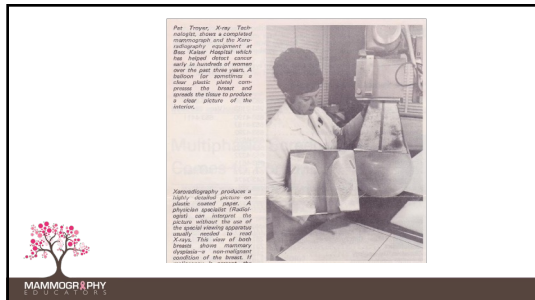 Pat Troyer, X-ray Tech-
nologist, shows a completed
mammograph and the Xero-
radiography equipment at
Bess Kaiser Hospital which
has helped detect cancer
early in hundreds of women
over the past three years. A
balloon (or sometimes a
clear plastic plate) com-
presses the breast and
spreads the tissue to produce
a clear picture of the
interior.
Xeroradiography produces a
highly detailed picture on
plastic coated paper. A
physician specialist (Radiol-
ogist) can interpret the
picture without the use of
the special viewing apparatus
usually needed to read
X-rays. This view of both
breasts shows mammary
dysplasia—a non-malignant
condition of the breast. If
MAMMOGRAPHY
EDUCATORS